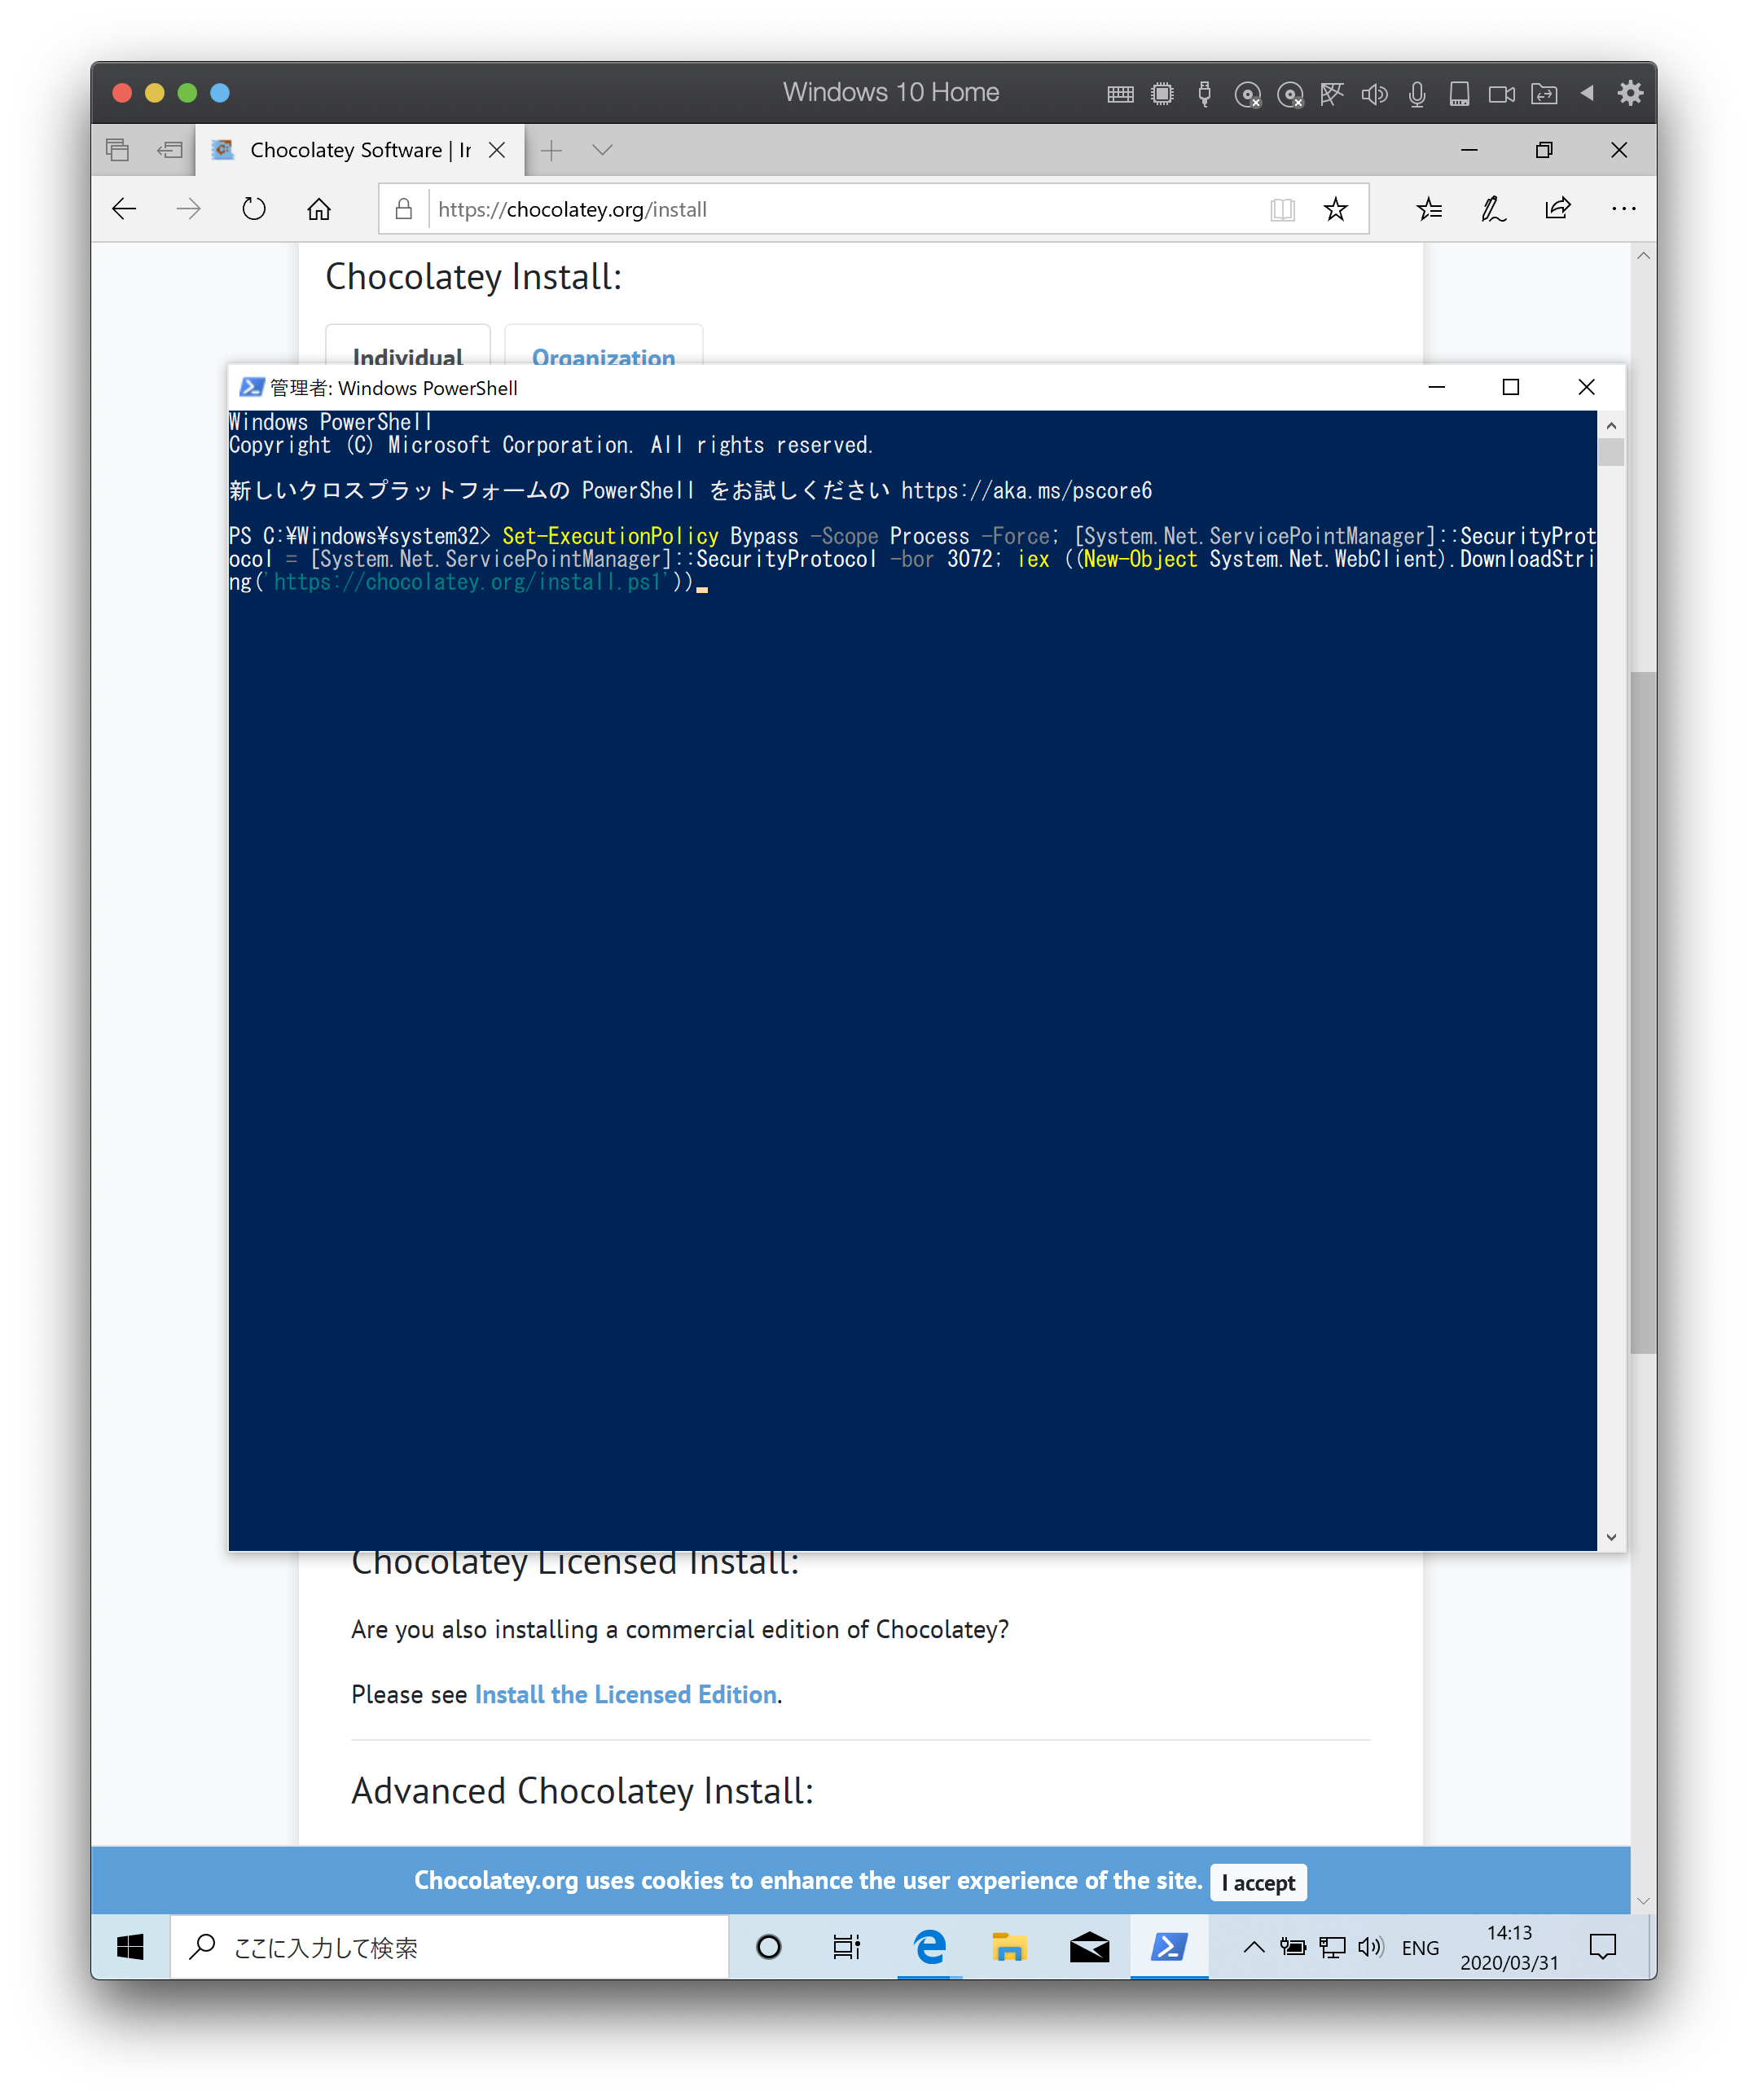 Windows 10 Home
Chocolatey Software | Ir
https://chocolatey.org/install
Chocolatey Install:
Individual
Organization
管理者: Windows PowerShell
Windows PowerShell
Copyright (C) Microsoft Corporation. All rights reserved.
新しいクロスプラットフォームの PowerShell をお試しください https://aka.ms/pscore6
PS C:¥Windows¥system32> Set-ExecutionPolicy Bypass -Scope Process -Force; [System.Net.ServicePointManager]::SecurityProt
ocol = [System.Net.ServicePointManager]::SecurityProtocol -bor 3072; iex ((New-Object System.Net.WebClient).DownloadStri
ng('https://chocolatey.org/install.ps1'))
Chocolatey Licensed Install:
Are you also installing a commercial edition of Chocolatey?
Please see Install the Licensed Edition.
Advanced Chocolatey Install:
Chocolatey.org uses cookies to enhance the user experience of the site.
I accept
ここに入力して検索
ENG
14:13
2020/03/31